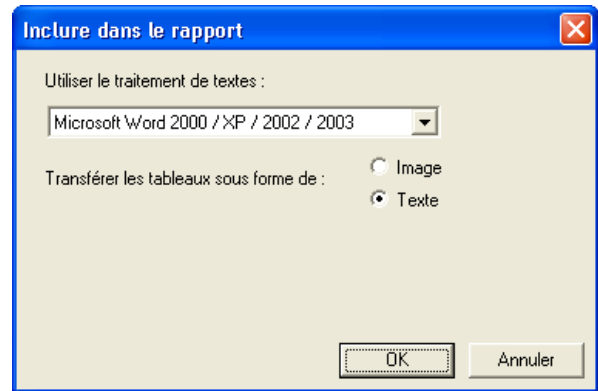 Inclure dans le rapport
Utiliser le traitement de textes :
Microsoft Word 2000 / XP / 2002 / 2003
Transférer les tableaux sous forme de :
Image
Texte
OK
Annuler